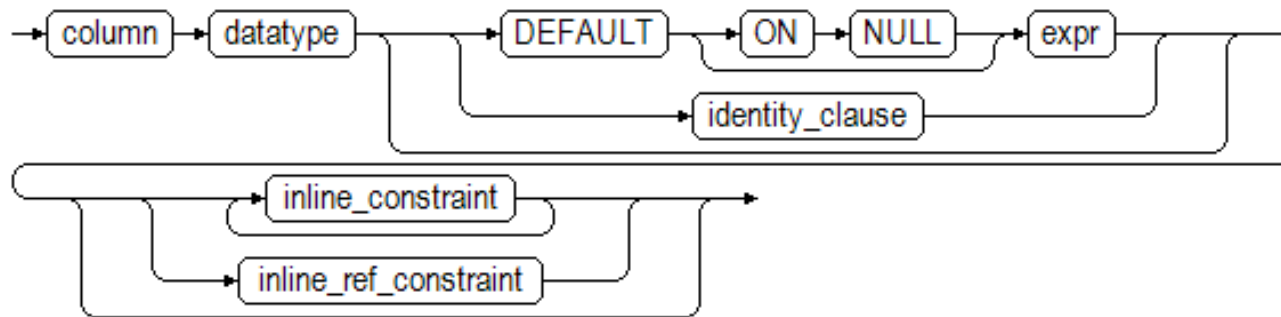 column datatype DEFAULT ON NULL expr
identity_clause
inline_constraint
inline_ref_constraint